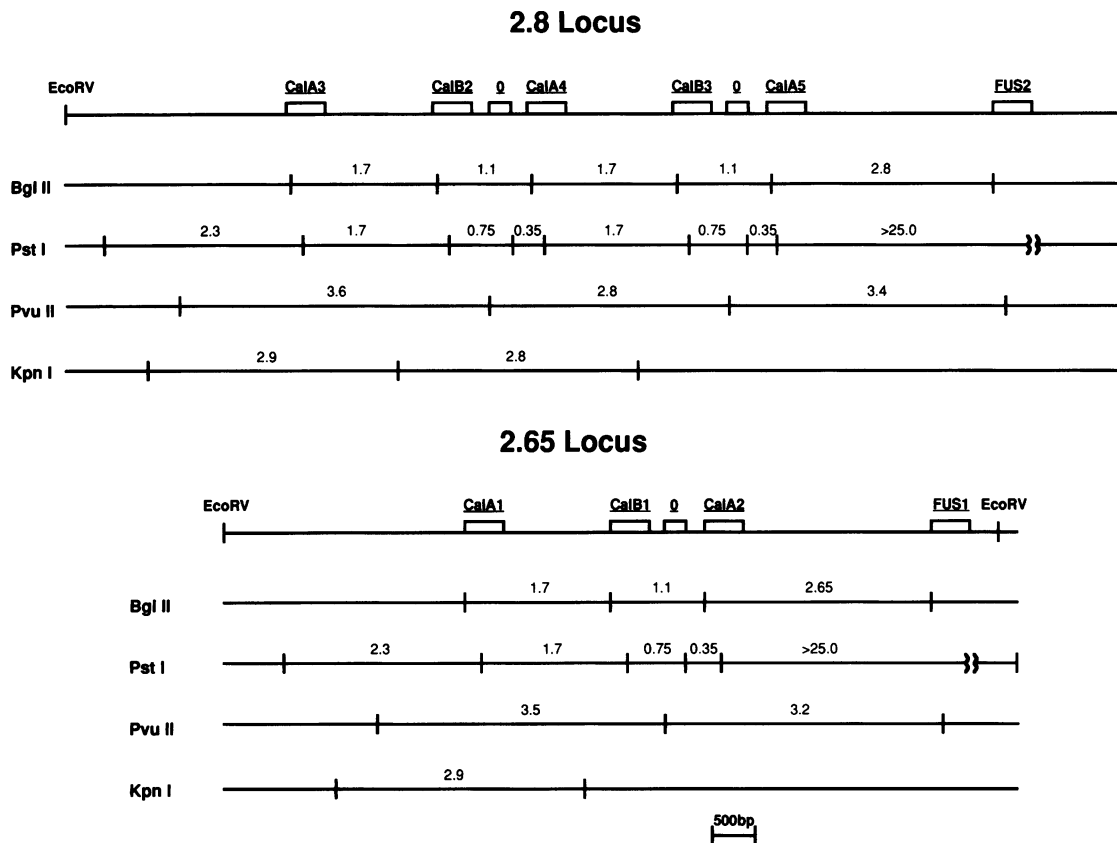 2.8 Locus
EcoRV CalA3 CalB2 0 CalA4 CalB3 0 CalA5 FUS2
Bgl II 1.7 1.1 1.7 1.1 2.8
Pst I 2.3 1.7 0.75 0.35 1.7 0.75 0.35 >25.0
Pvu II 3.6 2.8 3.4
Kpn I 2.9 2.8
2.65 Locus
EcoRV CalA1 CalB1 0 CalA2 FUS1 EcoRV
Bgl II 1.7 1.1 2.65
Pst I 2.3 1.7 0.75 0.35 >25.0
Pvu II 3.5 3.2
Kpn I 2.9
500bp